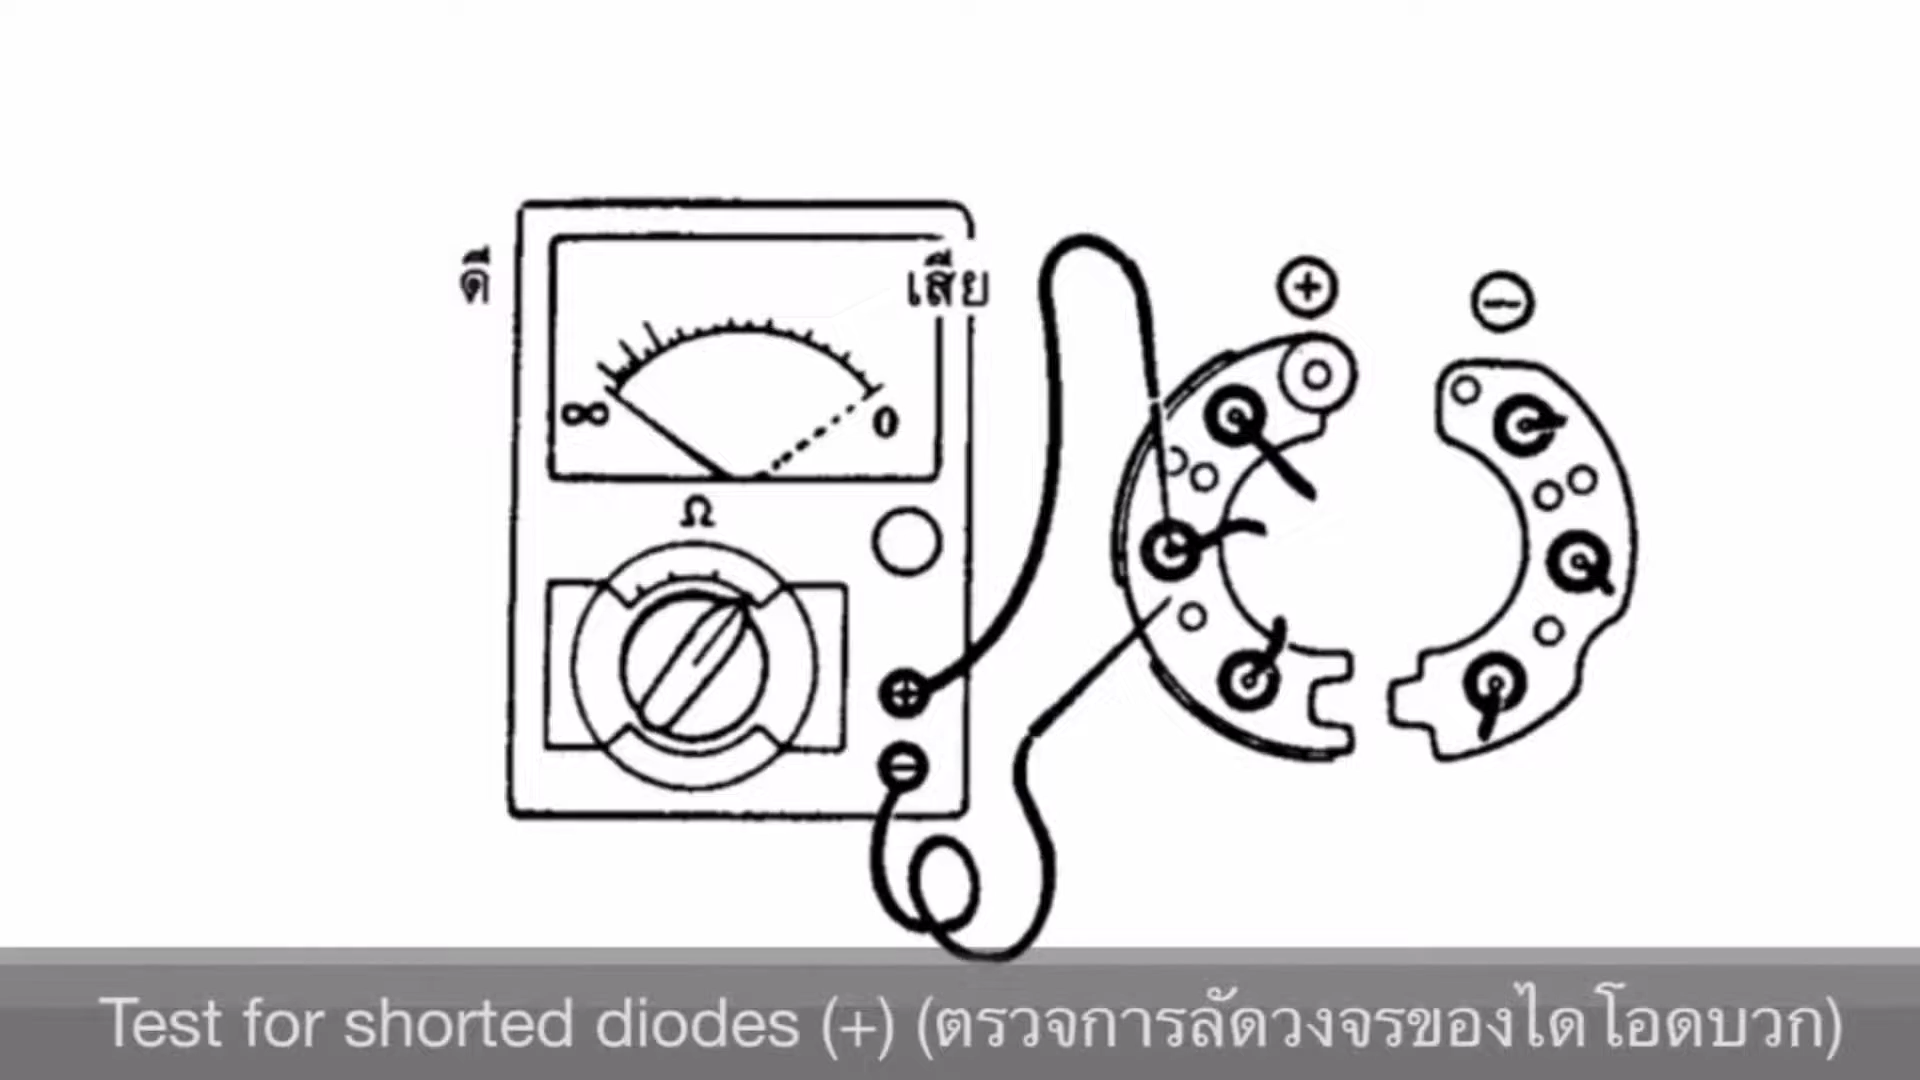 ดี
เสีย
∞
0
Ω
+
−
+
−
Test for shorted diodes (+) (ตรวจการลัดวงจรของไดโอดบวก)